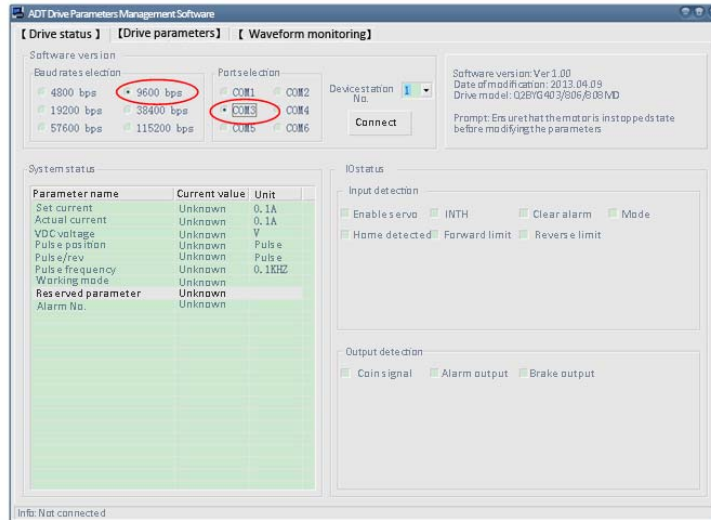 ADT Drive Parameters Management Software
[ Drive status ] [Drive parameters] [ Waveform monitoring]
Software version
Baud rate selection
4800 bps 9600 bps
19200 bps 38400 bps
57600 bps 115200 bps
Port selection
COM1 COM2
COM3 COM4
COM5 COM6
Device station No. 1
Connect
Software version: Ver 1.00
Date of modification: 2013.04.09
Drive model: Q2BYG403/806/808MD
Prompt: Ensure that the motor is in stopped state
before modifying the parameters
System status
Parameter name Current value Unit
Set current Unknown 0.1A
Actual current Unknown 0.1A
VDC voltage Unknown V
Pulse position Unknown Pulse
Pulse/rev Unknown Pulse
Pulse frequency Unknown 0.1KHZ
Working mode Unknown
Reserved parameter Unknown
Alarm No. Unknown
IO status
Input detection
Enable servo INTH Clear alarm Mode
Home detected Forward limit Reverse limit
Output detection
Coin signal Alarm output Brake output
Info: Not connected